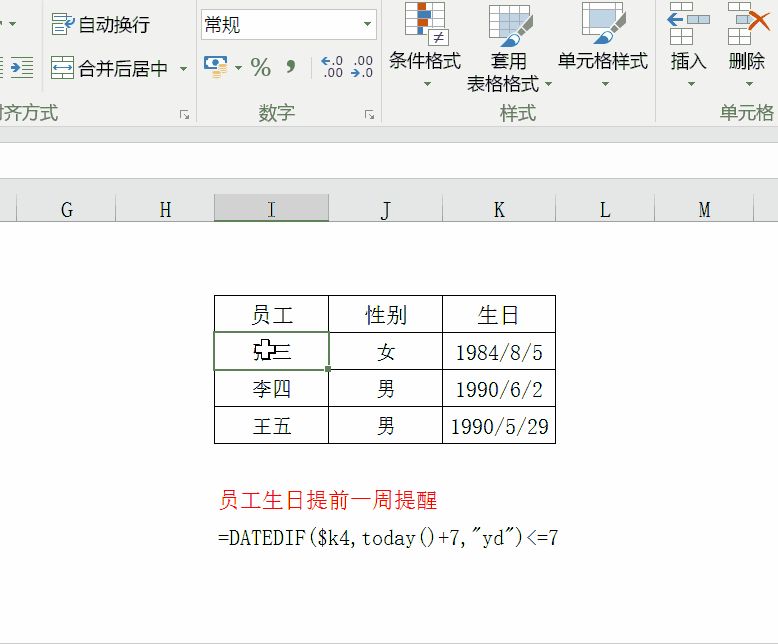 自动换行
常规
合并后居中
% , .0 .00 .00 .0
条件格式 套用表格格式 单元格样式 插入 删除
齐方式 数字 样式 单元格
G H I J K L M
员工 性别 生日
三 女 1984/8/5
李四 男 1990/6/2
王五 男 1990/5/29
员工生日提前一周提醒
=DATEDIF($k4,today()+7,"yd")<=7